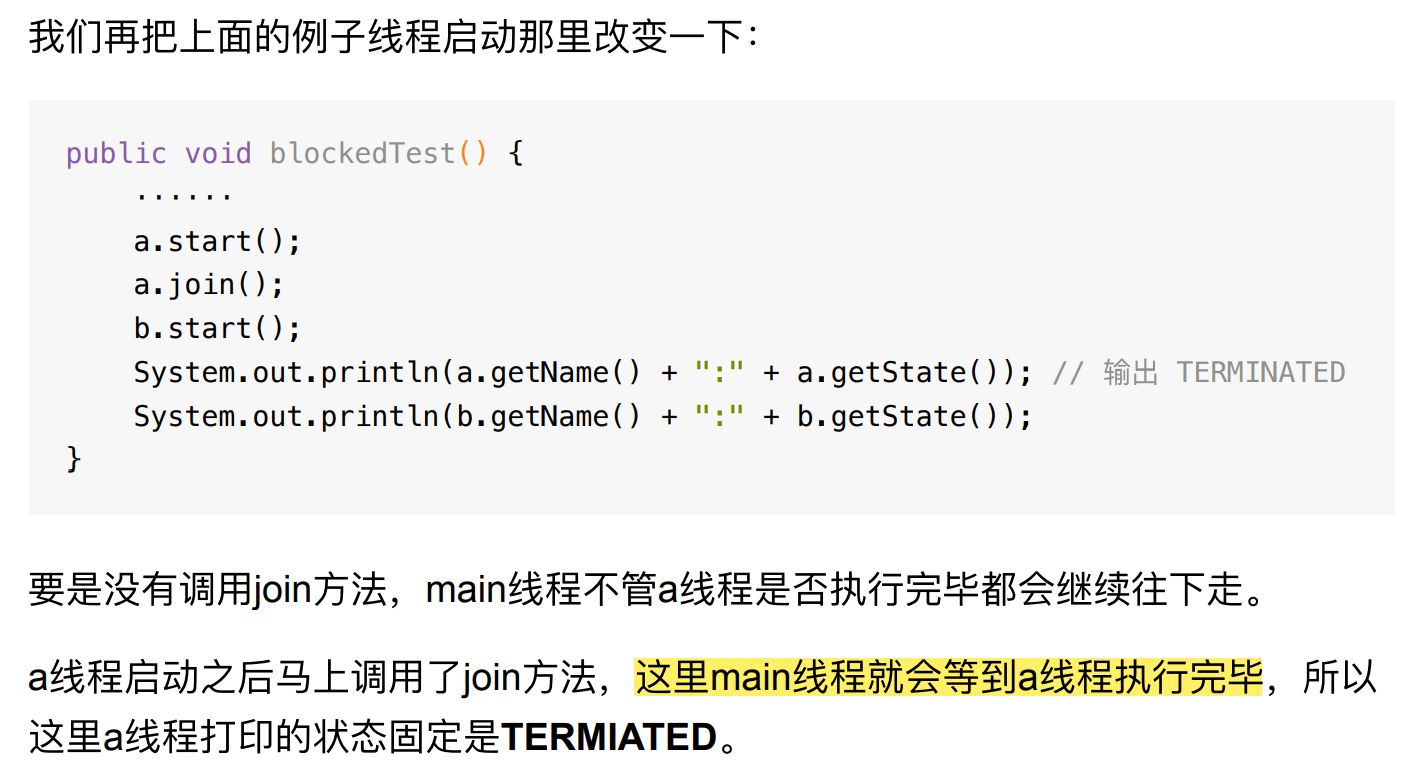 我们再把上面的例子线程启动那里改变一下：
public void blockedTest() {
    ······
    a.start();
    a.join();
    b.start();
    System.out.println(a.getName() + ":" + a.getState()); // 输出 TERMINATED
    System.out.println(b.getName() + ":" + b.getState());
}
要是没有调用join方法，main线程不管a线程是否执行完毕都会继续往下走。
a线程启动之后马上调用了join方法，这里main线程就会等到a线程执行完毕，所以
这里a线程打印的状态固定是TERMIATED。